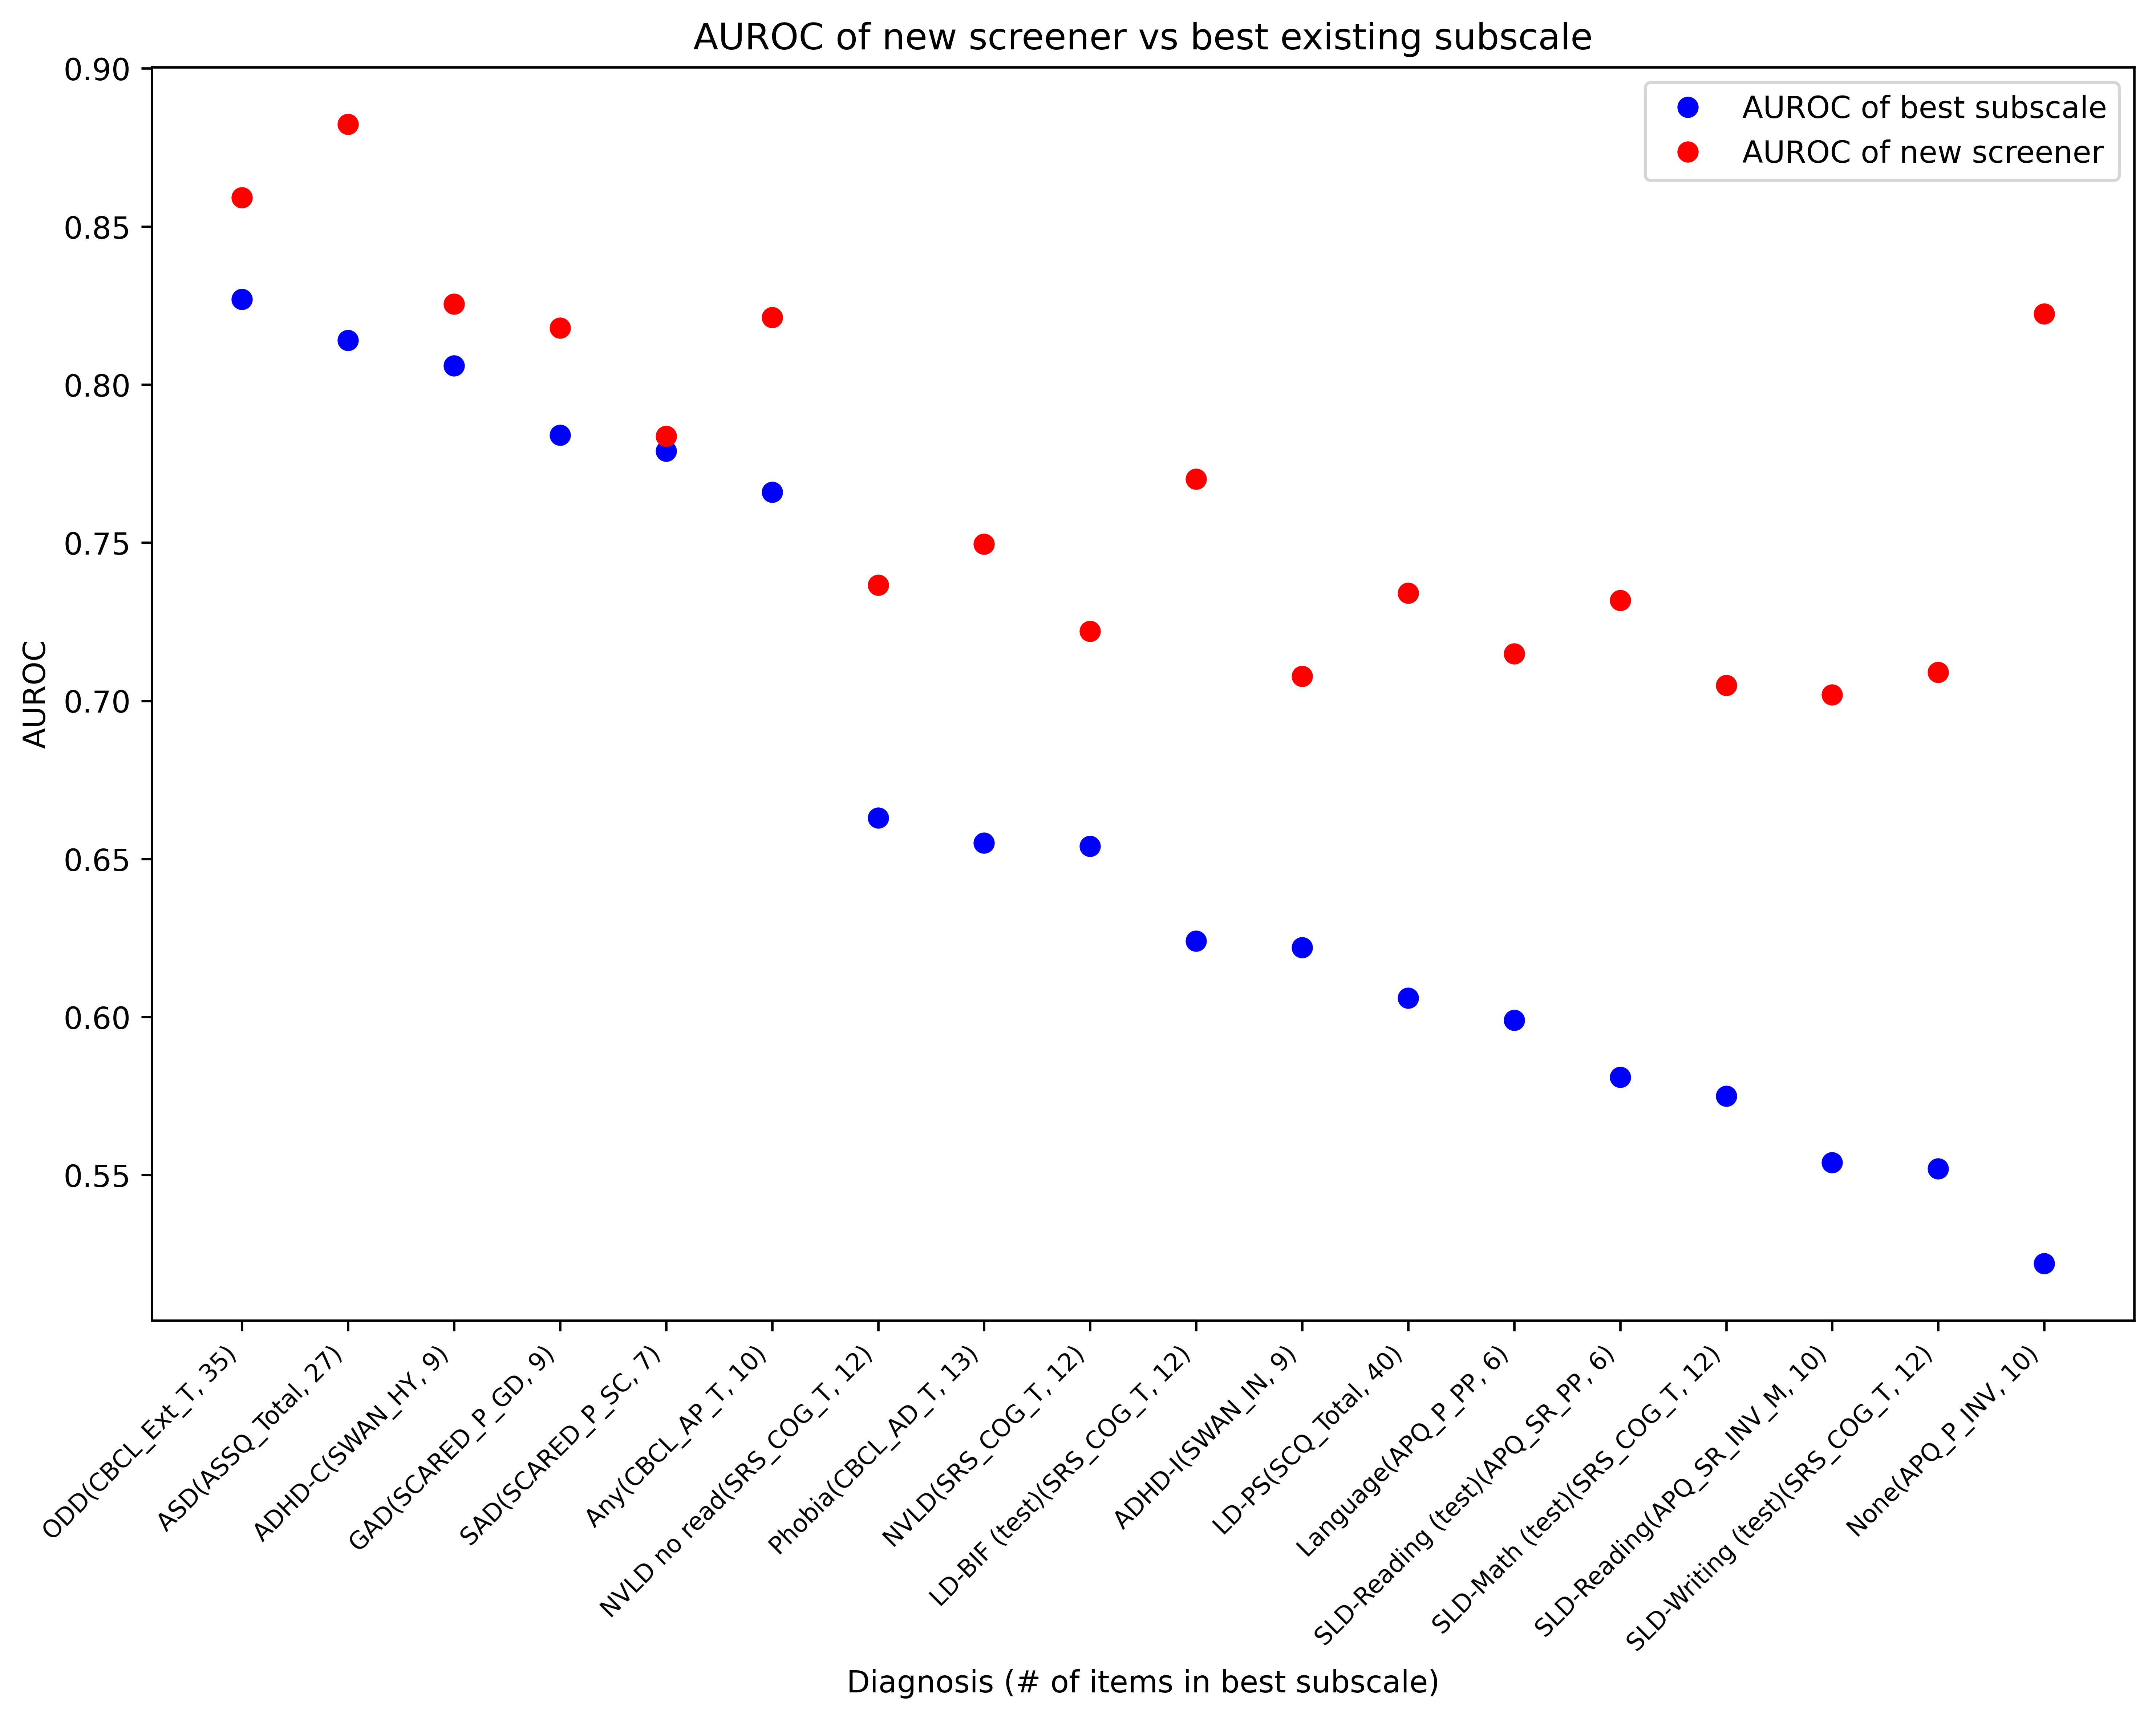 AUROC of new screener vs best existing subscale
AUROC of best subscale
AUROC of new screener
AUROC
0.90
0.85
0.80
0.75
0.70
0.65
0.60
0.55
ODD(CBCL_Ext_T, 35)
ASD(ASSQ_Total, 27)
ADHD-C(SWAN_HY, 9)
GAD(SCARED_P_GD, 9)
SAD(SCARED_P_SC, 7)
Any(CBCL_AP_T, 10)
NVLD no read(SRS_COG_T, 12)
Phobia(CBCL_AD_T, 13)
NVLD(SRS_COG_T, 12)
LD-BIF (test)(SRS_COG_T, 12)
ADHD-I(SWAN_IN, 9)
LD-PS(SCQ_Total, 40)
Language(APQ_P_PP, 6)
SLD-Reading (test)(APQ_SR_PP, 6)
SLD-Math (test)(SRS_COG_T, 12)
SLD-Reading(APQ_SR_INV_M, 10)
SLD-Writing (test)(SRS_COG_T, 12)
None(APQ_P_INV, 10)
Diagnosis (# of items in best subscale)